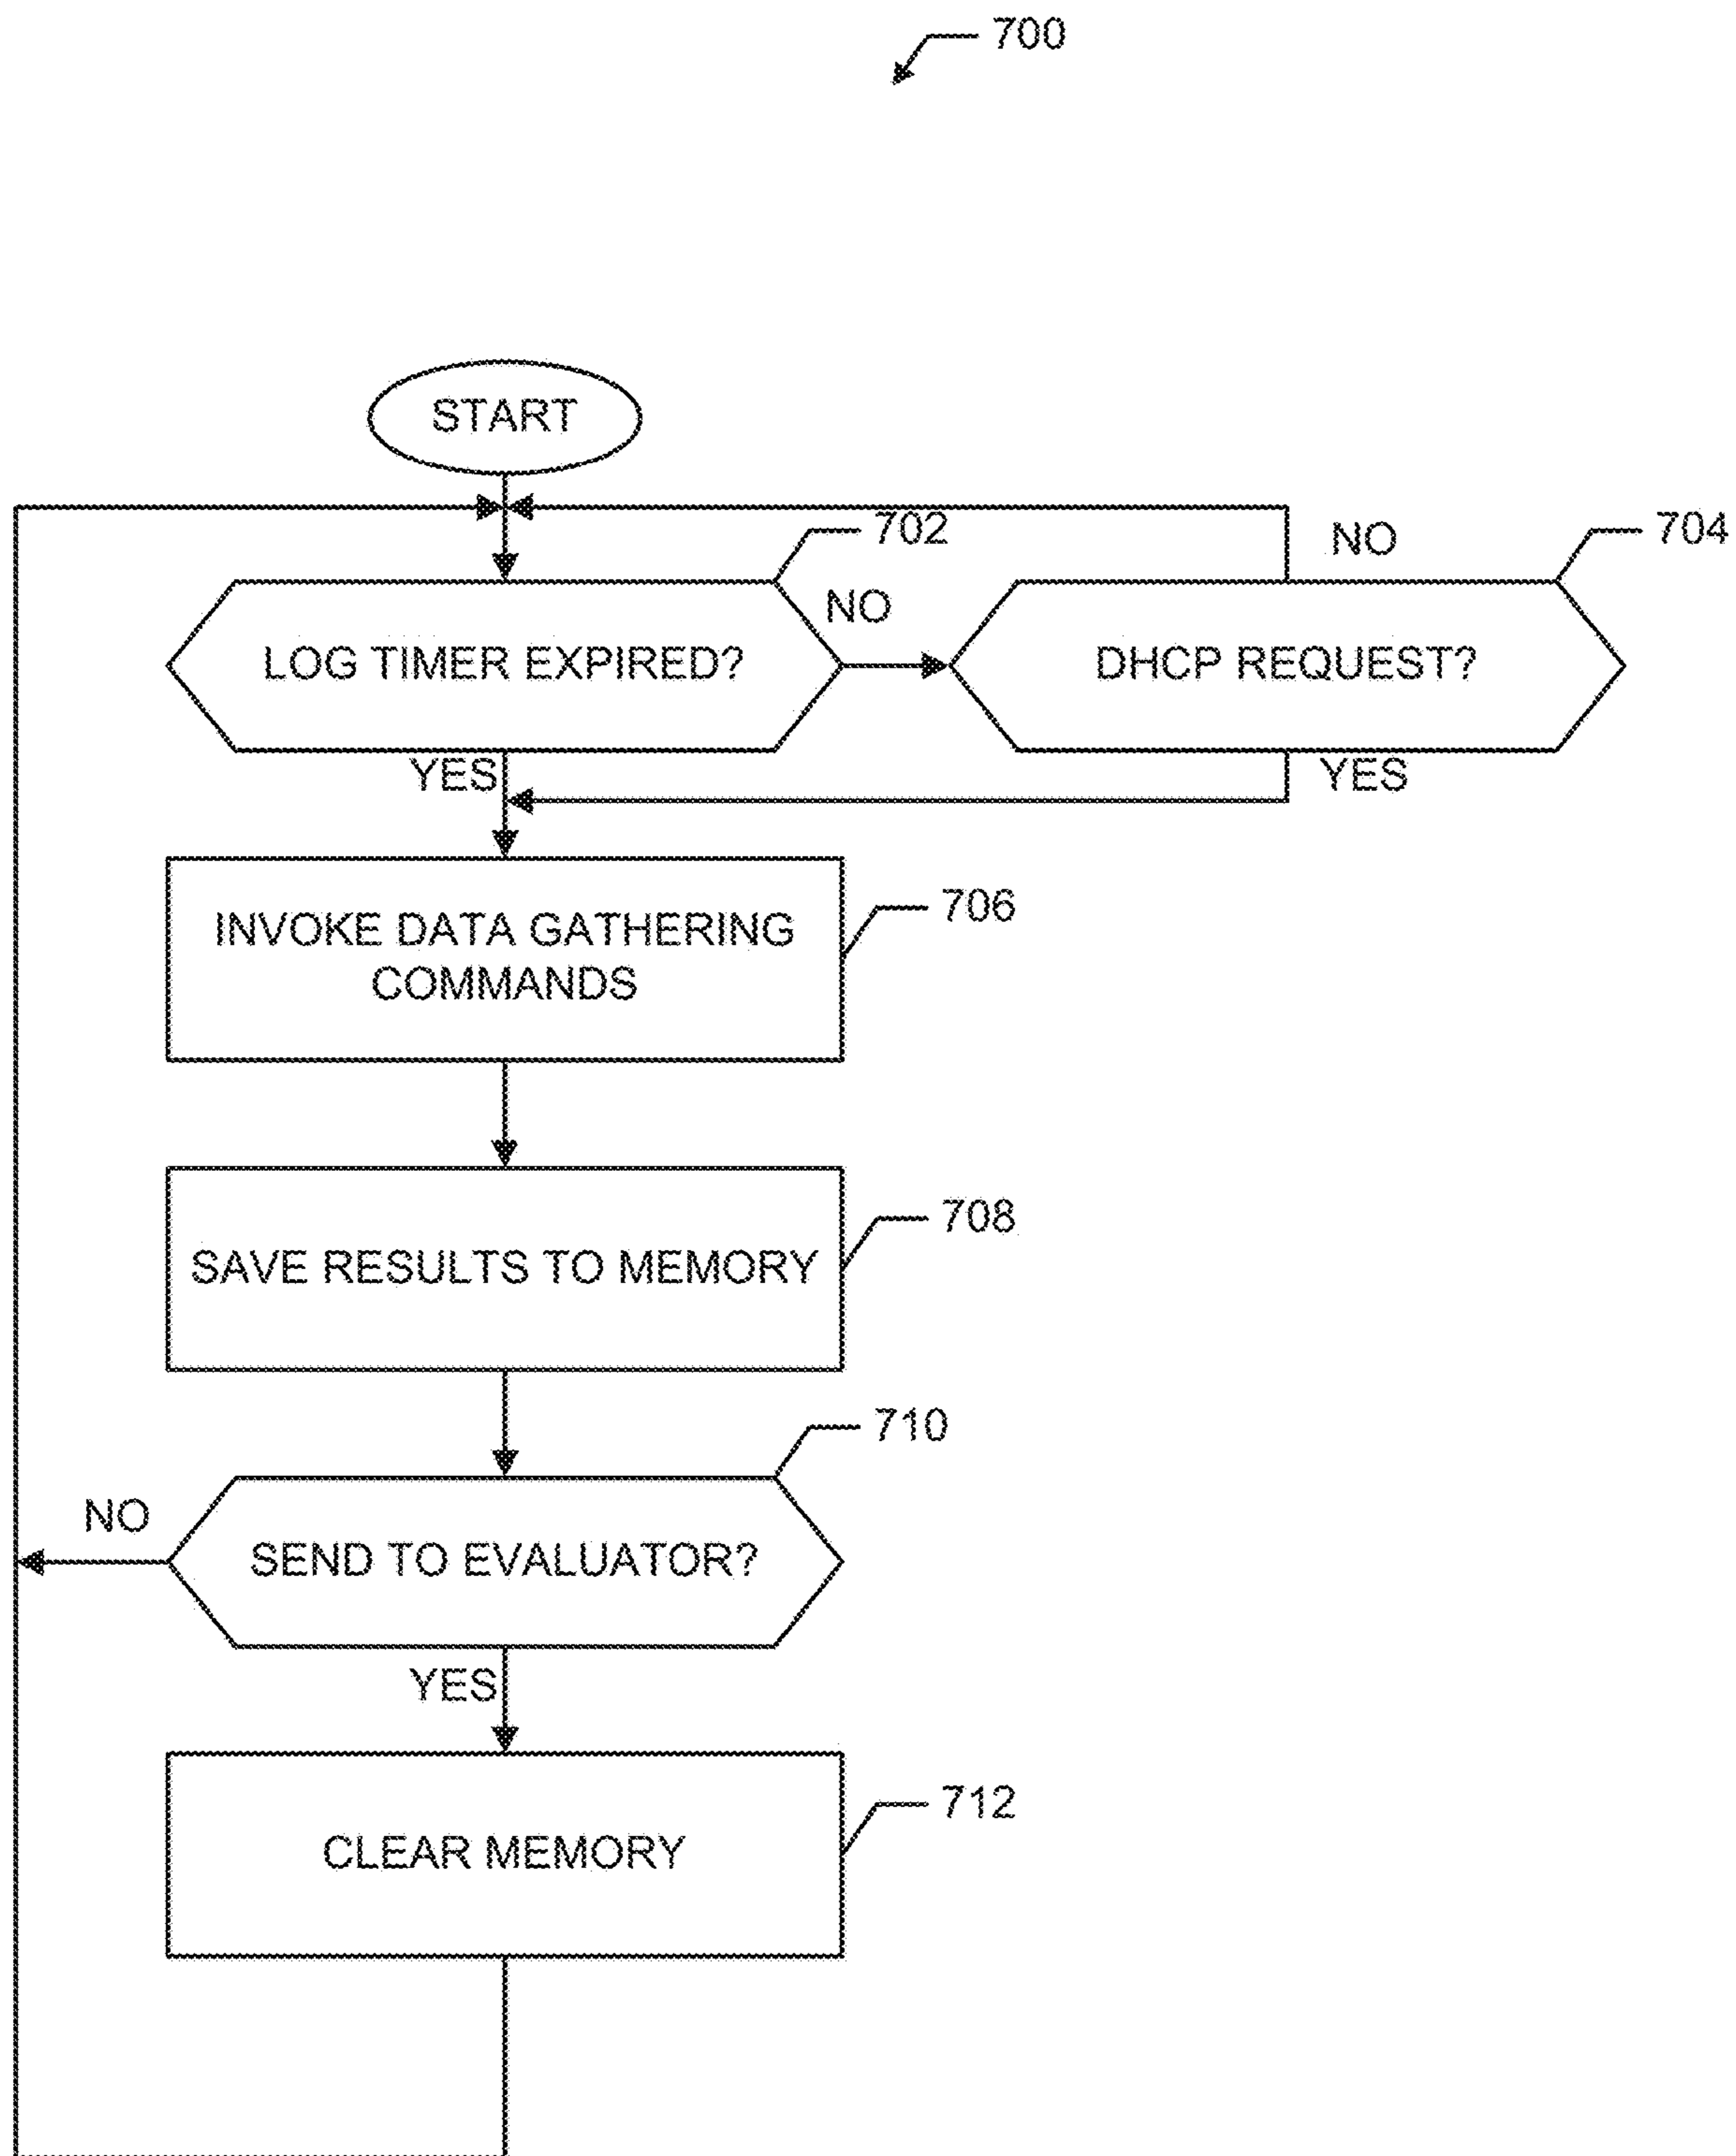 700
START
702
NO
704
NO
LOG TIMER EXPIRED?
DHCP REQUEST?
YES
YES
INVOKE DATA GATHERING
COMMANDS
706
SAVE RESULTS TO MEMORY
708
710
NO
SEND TO EVALUATOR?
YES
CLEAR MEMORY
712